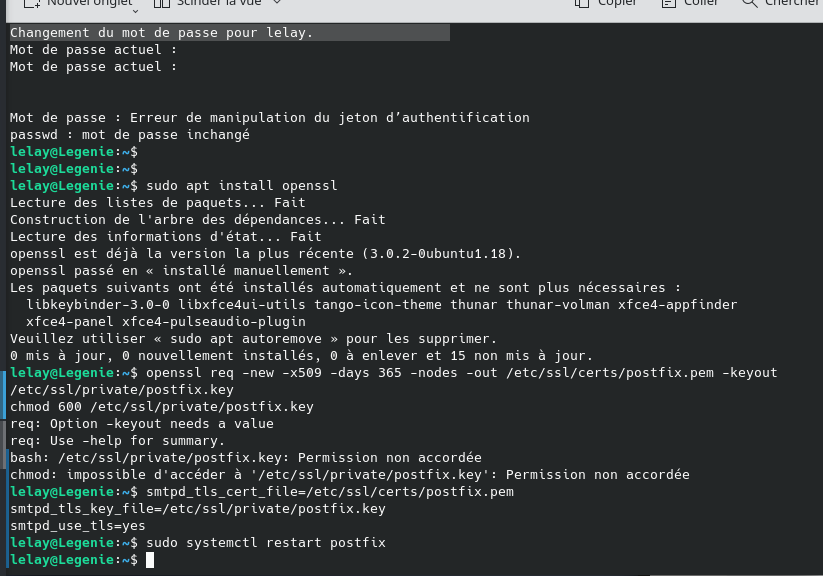 Nouvel onglet Scinder la vue Copier Coller Chercher
Changement du mot de passe pour lelay.
Mot de passe actuel :
Mot de passe actuel :
Mot de passe : Erreur de manipulation du jeton d’authentification
passwd : mot de passe inchangé
lelay@Legenie:~$
lelay@Legenie:~$
lelay@Legenie:~$ sudo apt install openssl
Lecture des listes de paquets... Fait
Construction de l'arbre des dépendances... Fait
Lecture des informations d'état... Fait
openssl est déjà la version la plus récente (3.0.2-0ubuntu1.18).
openssl passé en « installé manuellement ».
Les paquets suivants ont été installés automatiquement et ne sont plus nécessaires :
  libkeybinder-3.0-0 libxfce4ui-utils tango-icon-theme thunar thunar-volman xfce4-appfinder
  xfce4-panel xfce4-pulseaudio-plugin
Veuillez utiliser « sudo apt autoremove » pour les supprimer.
0 mis à jour, 0 nouvellement installés, 0 à enlever et 15 non mis à jour.
lelay@Legenie:~$ openssl req -new -x509 -days 365 -nodes -out /etc/ssl/certs/postfix.pem -keyout
/etc/ssl/private/postfix.key
chmod 600 /etc/ssl/private/postfix.key
req: Option -keyout needs a value
req: Use -help for summary.
bash: /etc/ssl/private/postfix.key: Permission non accordée
chmod: impossible d'accéder à '/etc/ssl/private/postfix.key': Permission non accordée
lelay@Legenie:~$ smtpd_tls_cert_file=/etc/ssl/certs/postfix.pem
smtpd_tls_key_file=/etc/ssl/private/postfix.key
smtpd_use_tls=yes
lelay@Legenie:~$ sudo systemctl restart postfix
lelay@Legenie:~$